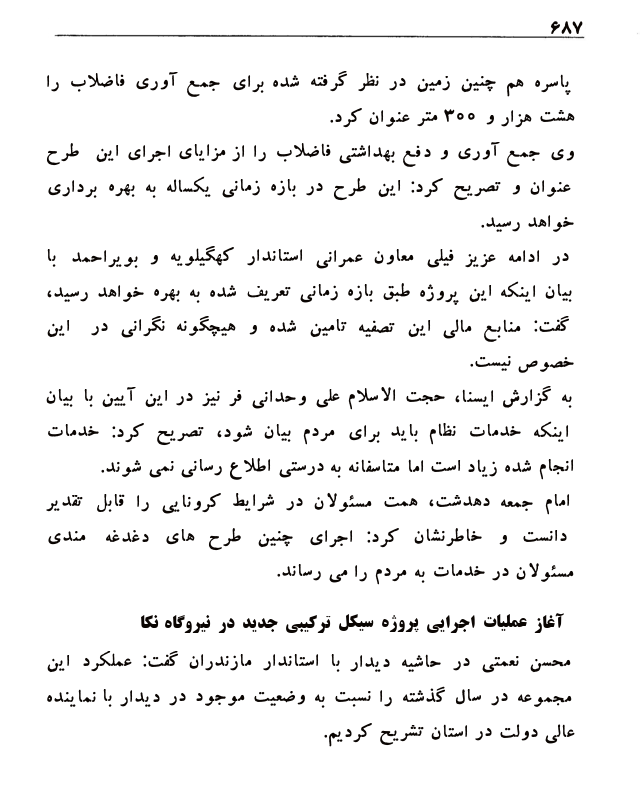 ۶۸۷
پاسره هم چنین زمین در نظر گرفته شده برای جمع آوری فاضلاب را
هشت هزار و ۳۰۰ متر عنوان کرد.
وی جمع آوری و دفع بهداشتی فاضلاب را از مزایای اجرای این طرح
عنوان و تصریح کرد: این طرح در بازه زمانی یکساله به بهره برداری
خواهد رسید.
در ادامه عزیز فیلی معاون عمرانی استاندار کهگیلویه و بویراحمد با
بیان اینکه این پروژه طبق بازه زمانی تعریف شده به بهره خواهد رسید،
گفت: منابع مالی این تصفیه تامین شده و هیچگونه نگرانی در این
خصوص نیست.
به گزارش ایسنا، حجت الاسلام علی وحدانی فر نیز در این آیین با بیان
اینکه خدمات نظام باید برای مردم بیان شود، تصریح کرد: خدمات
انجام شده زیاد است اما متاسفانه به درستی اطلاع رسانی نمی شوند.
امام جمعه دهدشت، همت مسئولان در شرایط کرونایی را قابل تقدیر
دانست و خاطرنشان کرد: اجرای چنین طرح های دغدغه مندی
مسئولان در خدمات به مردم را می رساند.
آغاز عملیات اجرایی پروژه سیکل ترکیبی جدید در نیروگاه نکا
محسن نعمتی در حاشیه دیدار با استاندار مازندران گفت: عملکرد این
مجموعه در سال گذشته را نسبت به وضعیت موجود در دیدار با نماینده
عالی دولت در استان تشریح کردیم.